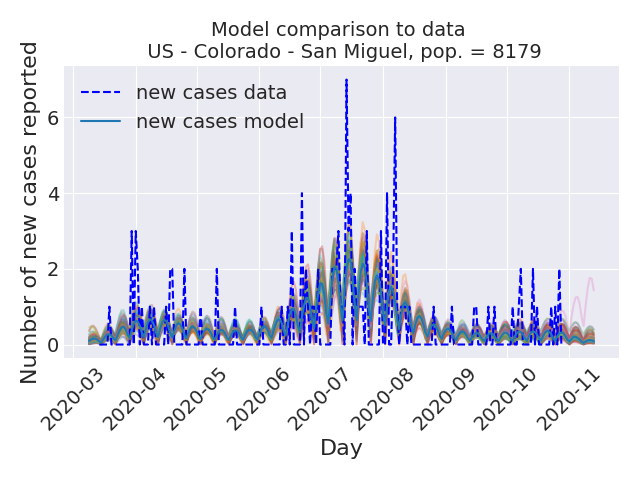 Model comparison to data
US - Colorado - San Miguel, pop. = 8179
Number of new cases reported
new cases data
new cases model
6
4
2
0
2020-03
2020-04
2020-05
2020-06
2020-07
2020-08
2020-09
2020-10
2020-11
Day